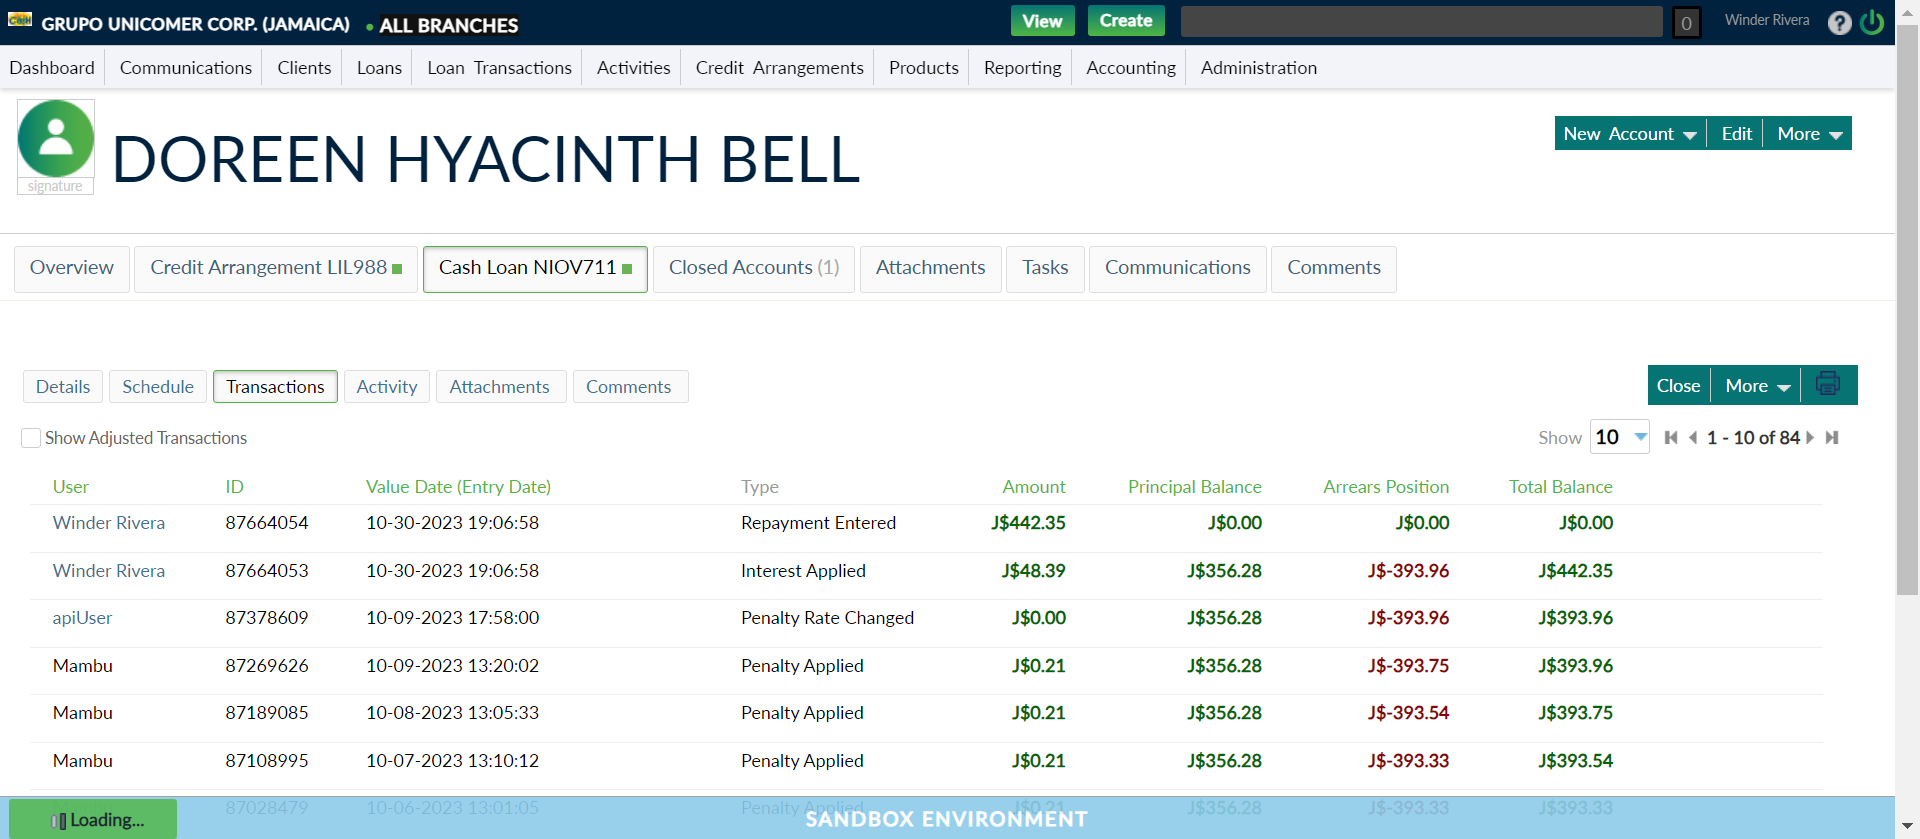 Cash GRUPO UNICOMER CORP. (JAMAICA) • ALL BRANCHES View Create 0 Winder Rivera ?
Dashboard Communications Clients Loans Loan Transactions Activities Credit Arrangements Products Reporting Accounting Administration
signature
DOREEN HYACINTH BELL
New Account Edit More
Overview Credit Arrangement LIL988 Cash Loan NIOV711 Closed Accounts (1) Attachments Tasks Communications Comments
Details Schedule Transactions Activity Attachments Comments Close More
Show Adjusted Transactions Show 10 1 - 10 of 84
User ID Value Date (Entry Date) Type Amount Principal Balance Arrears Position Total Balance
Winder Rivera 87664054 10-30-2023 19:06:58 Repayment Entered J$442.35 J$0.00 J$0.00 J$0.00
Winder Rivera 87664053 10-30-2023 19:06:58 Interest Applied J$48.39 J$356.28 J$-393.96 J$442.35
apiUser 87378609 10-09-2023 17:58:00 Penalty Rate Changed J$0.00 J$356.28 J$-393.96 J$393.96
Mambu 87269626 10-09-2023 13:20:02 Penalty Applied J$0.21 J$356.28 J$-393.75 J$393.96
Mambu 87189085 10-08-2023 13:05:33 Penalty Applied J$0.21 J$356.28 J$-393.54 J$393.75
Mambu 87108995 10-07-2023 13:10:12 Penalty Applied J$0.21 J$356.28 J$-393.33 J$393.54
Mambu 87028479 10-06-2023 13:01:05 Penalty Applied J$0.21 J$356.28 J$-393.33 J$393.33
Loading... SANDBOX ENVIRONMENT